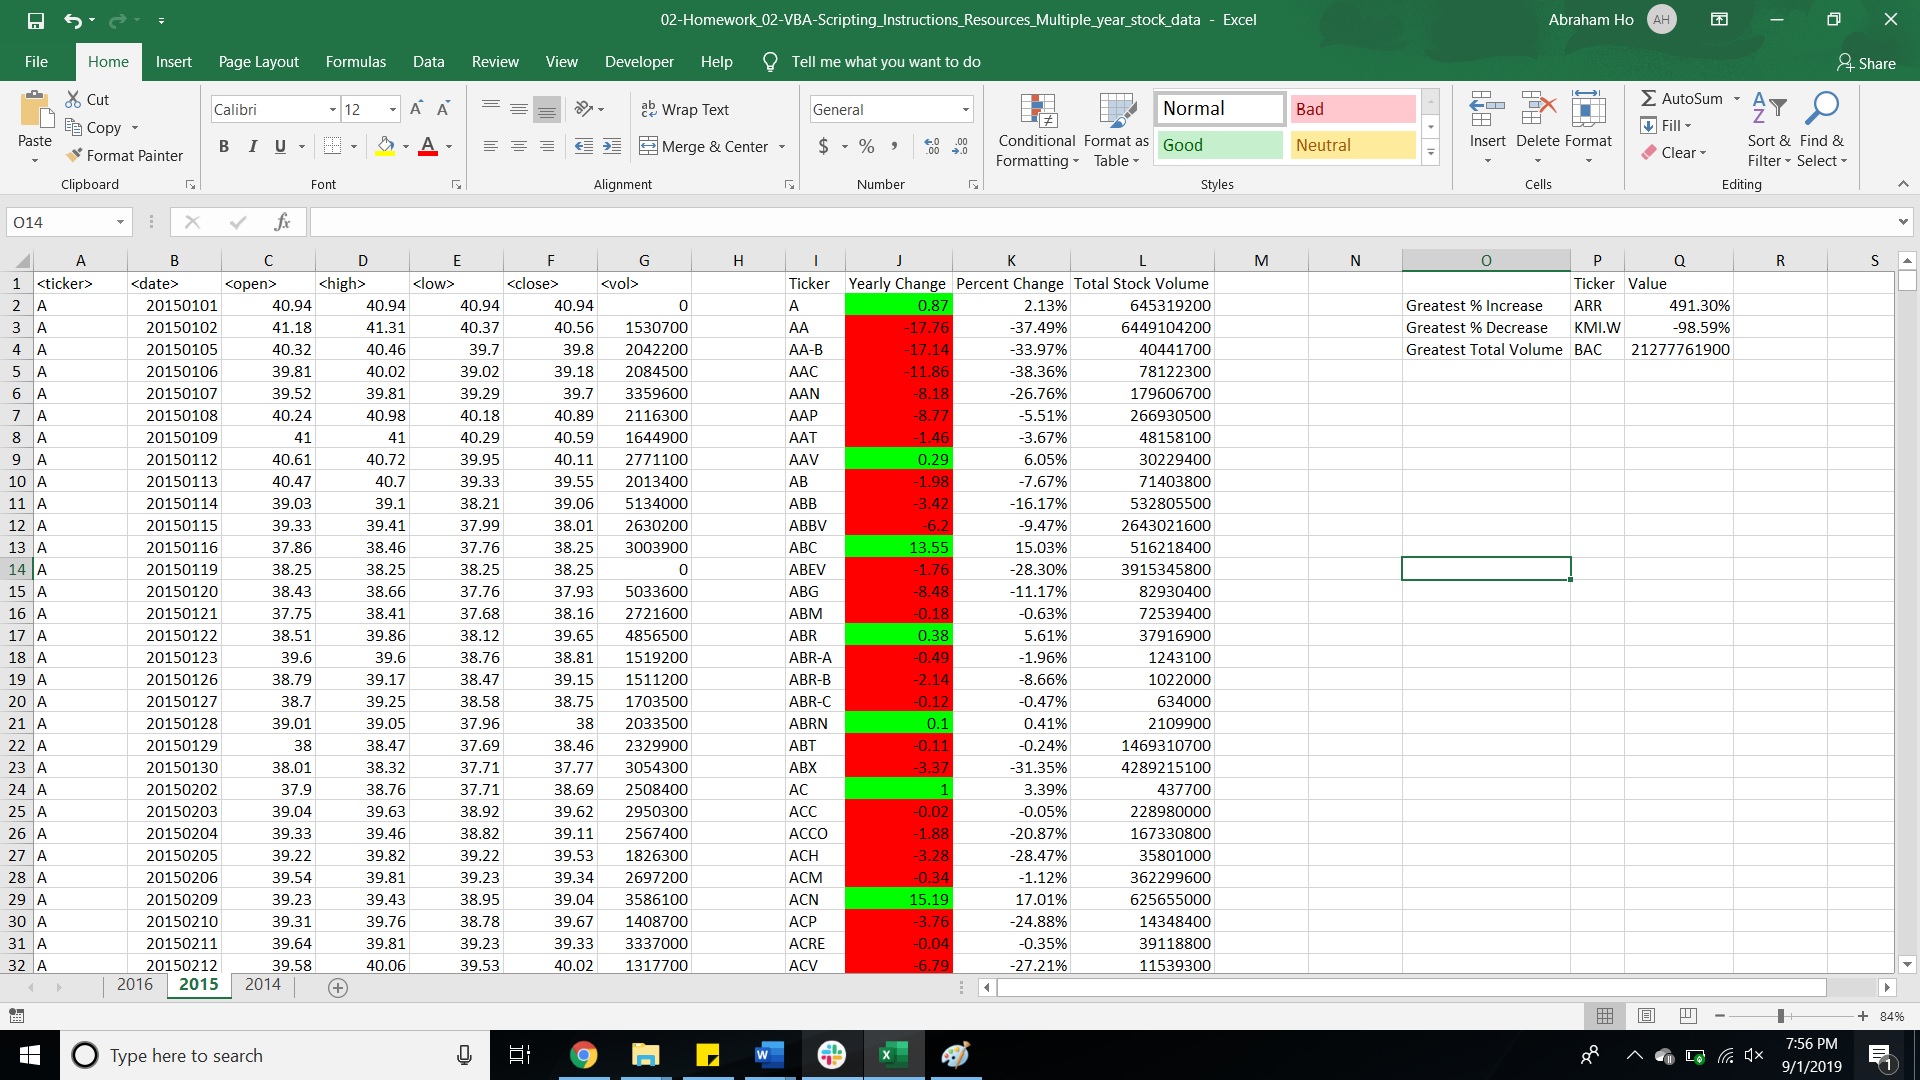 02-Homework_02-VBA-Scripting_Instructions_Resources_Multiple_year_stock_data - Excel
Abraham Ho AH
File Home Insert Page Layout Formulas Data Review View Developer Help Tell me what you want to do Share
Paste Cut Copy Format Painter Clipboard
Calibri 12 B I U Font
ab Wrap Text Merge & Center Alignment
General $ % , Number
Conditional Formatting Format as Table Normal Bad Good Neutral Styles
Insert Delete Format Cells
AutoSum Fill Clear Sort & Filter Find & Select Editing
O14 fx
A B C D E F G H I J K L M N O P Q R S
1 <ticker> <date> <open> <high> <low> <close> <vol> Ticker Yearly Change Percent Change Total Stock Volume Ticker Value
2 A 20150101 40.94 40.94 40.94 40.94 0 A 0.87 2.13% 645319200 Greatest % Increase ARR 491.30%
3 A 20150102 41.18 41.31 40.37 40.56 1530700 AA -17.76 -37.49% 6449104200 Greatest % Decrease KMI.W -98.59%
4 A 20150105 40.32 40.46 39.7 39.8 2042200 AA-B -17.14 -33.97% 40441700 Greatest Total Volume BAC 21277761900
5 A 20150106 39.81 40.02 39.02 39.18 2084500 AAC -11.86 -38.36% 78122300
6 A 20150107 39.52 39.81 39.29 39.7 3359600 AAN -8.18 -26.76% 179606700
7 A 20150108 40.24 40.98 40.18 40.89 2116300 AAP -8.77 -5.51% 266930500
8 A 20150109 41 41 40.29 40.59 1644900 AAT -1.46 -3.67% 48158100
9 A 20150112 40.61 40.72 39.95 40.11 2771100 AAV 0.29 6.05% 30229400
10 A 20150113 40.47 40.7 39.33 39.55 2013400 AB -1.98 -7.67% 71403800
11 A 20150114 39.03 39.1 38.21 39.06 5134000 ABB -3.42 -16.17% 532805500
12 A 20150115 39.33 39.41 37.99 38.01 2630200 ABBV -6.2 -9.47% 2643021600
13 A 20150116 37.86 38.46 37.76 38.25 3003900 ABC 13.55 15.03% 516218400
14 A 20150119 38.25 38.25 38.25 38.25 0 ABEV -1.76 -28.30% 3915345800
15 A 20150120 38.43 38.66 37.76 37.93 5033600 ABG -8.48 -11.17% 82930400
16 A 20150121 37.75 38.41 37.68 38.16 2721600 ABM -0.18 -0.63% 72539400
17 A 20150122 38.51 39.86 38.12 39.65 4856500 ABR 0.38 5.61% 37916900
18 A 20150123 39.6 39.6 38.76 38.81 1519200 ABR-A -0.49 -1.96% 1243100
19 A 20150126 38.79 39.17 38.47 39.15 1511200 ABR-B -2.14 -8.66% 1022000
20 A 20150127 38.7 39.25 38.58 38.75 1703500 ABR-C -0.12 -0.47% 634000
21 A 20150128 39.01 39.05 37.96 38 2033500 ABRN 0.1 0.41% 2109900
22 A 20150129 38 38.47 37.69 38.46 2329900 ABT -0.11 -0.24% 1469310700
23 A 20150130 38.01 38.32 37.71 37.77 3054300 ABX -3.37 -31.35% 4289215100
24 A 20150202 37.9 38.76 37.71 38.69 2508400 AC 1 3.39% 437700
25 A 20150203 39.04 39.63 38.92 39.62 2950300 ACC -0.02 -0.05% 228980000
26 A 20150204 39.33 39.46 38.82 39.11 2567400 ACCO -1.88 -20.87% 167330800
27 A 20150205 39.22 39.82 39.22 39.53 1826300 ACH -3.28 -28.47% 35801000
28 A 20150206 39.54 39.81 39.23 39.34 2697200 ACM -0.34 -1.12% 362299600
29 A 20150209 39.23 39.43 38.95 39.04 3586100 ACN 15.19 17.01% 625655000
30 A 20150210 39.31 39.76 38.78 39.67 1408700 ACP -3.76 -24.88% 14348400
31 A 20150211 39.64 39.81 39.23 39.33 3337000 ACRE -0.04 -0.35% 39118800
32 A 20150212 39.58 40.06 39.53 40.02 1317700 ACV -6.79 -27.21% 11539300
2016 2015 2014
84%
Type here to search
7:56 PM
9/1/2019
1